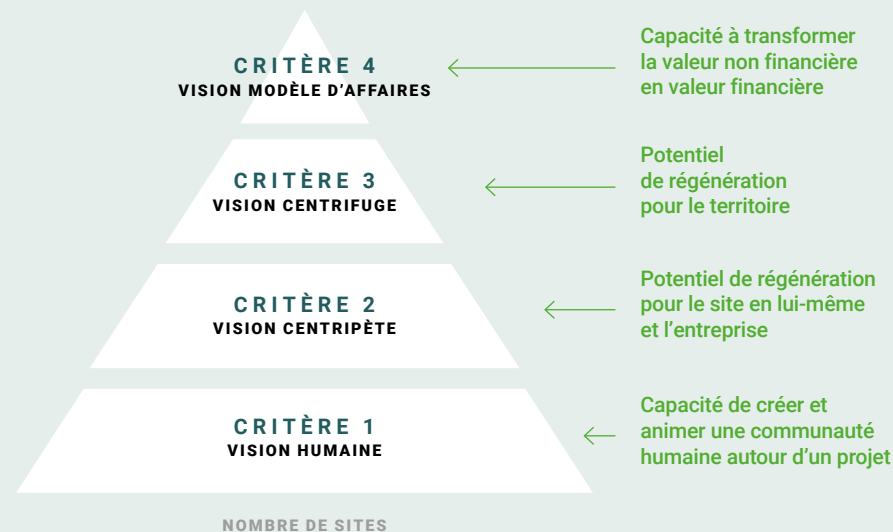 CRITÈRE 4
VISION MODÈLE D'AFFAIRES
Capacité à transformer
la valeur non financière
en valeur financière
CRITÈRE 3
VISION CENTRIFUGE
Potentiel
de régénération
pour le territoire
CRITÈRE 2
VISION CENTRIPÈTE
Potentiel de régénération
pour le site en lui-même
et l'entreprise
CRITÈRE 1
VISION HUMAINE
Capacité de créer et
animer une communauté
humaine autour d'un projet
NOMBRE DE SITES